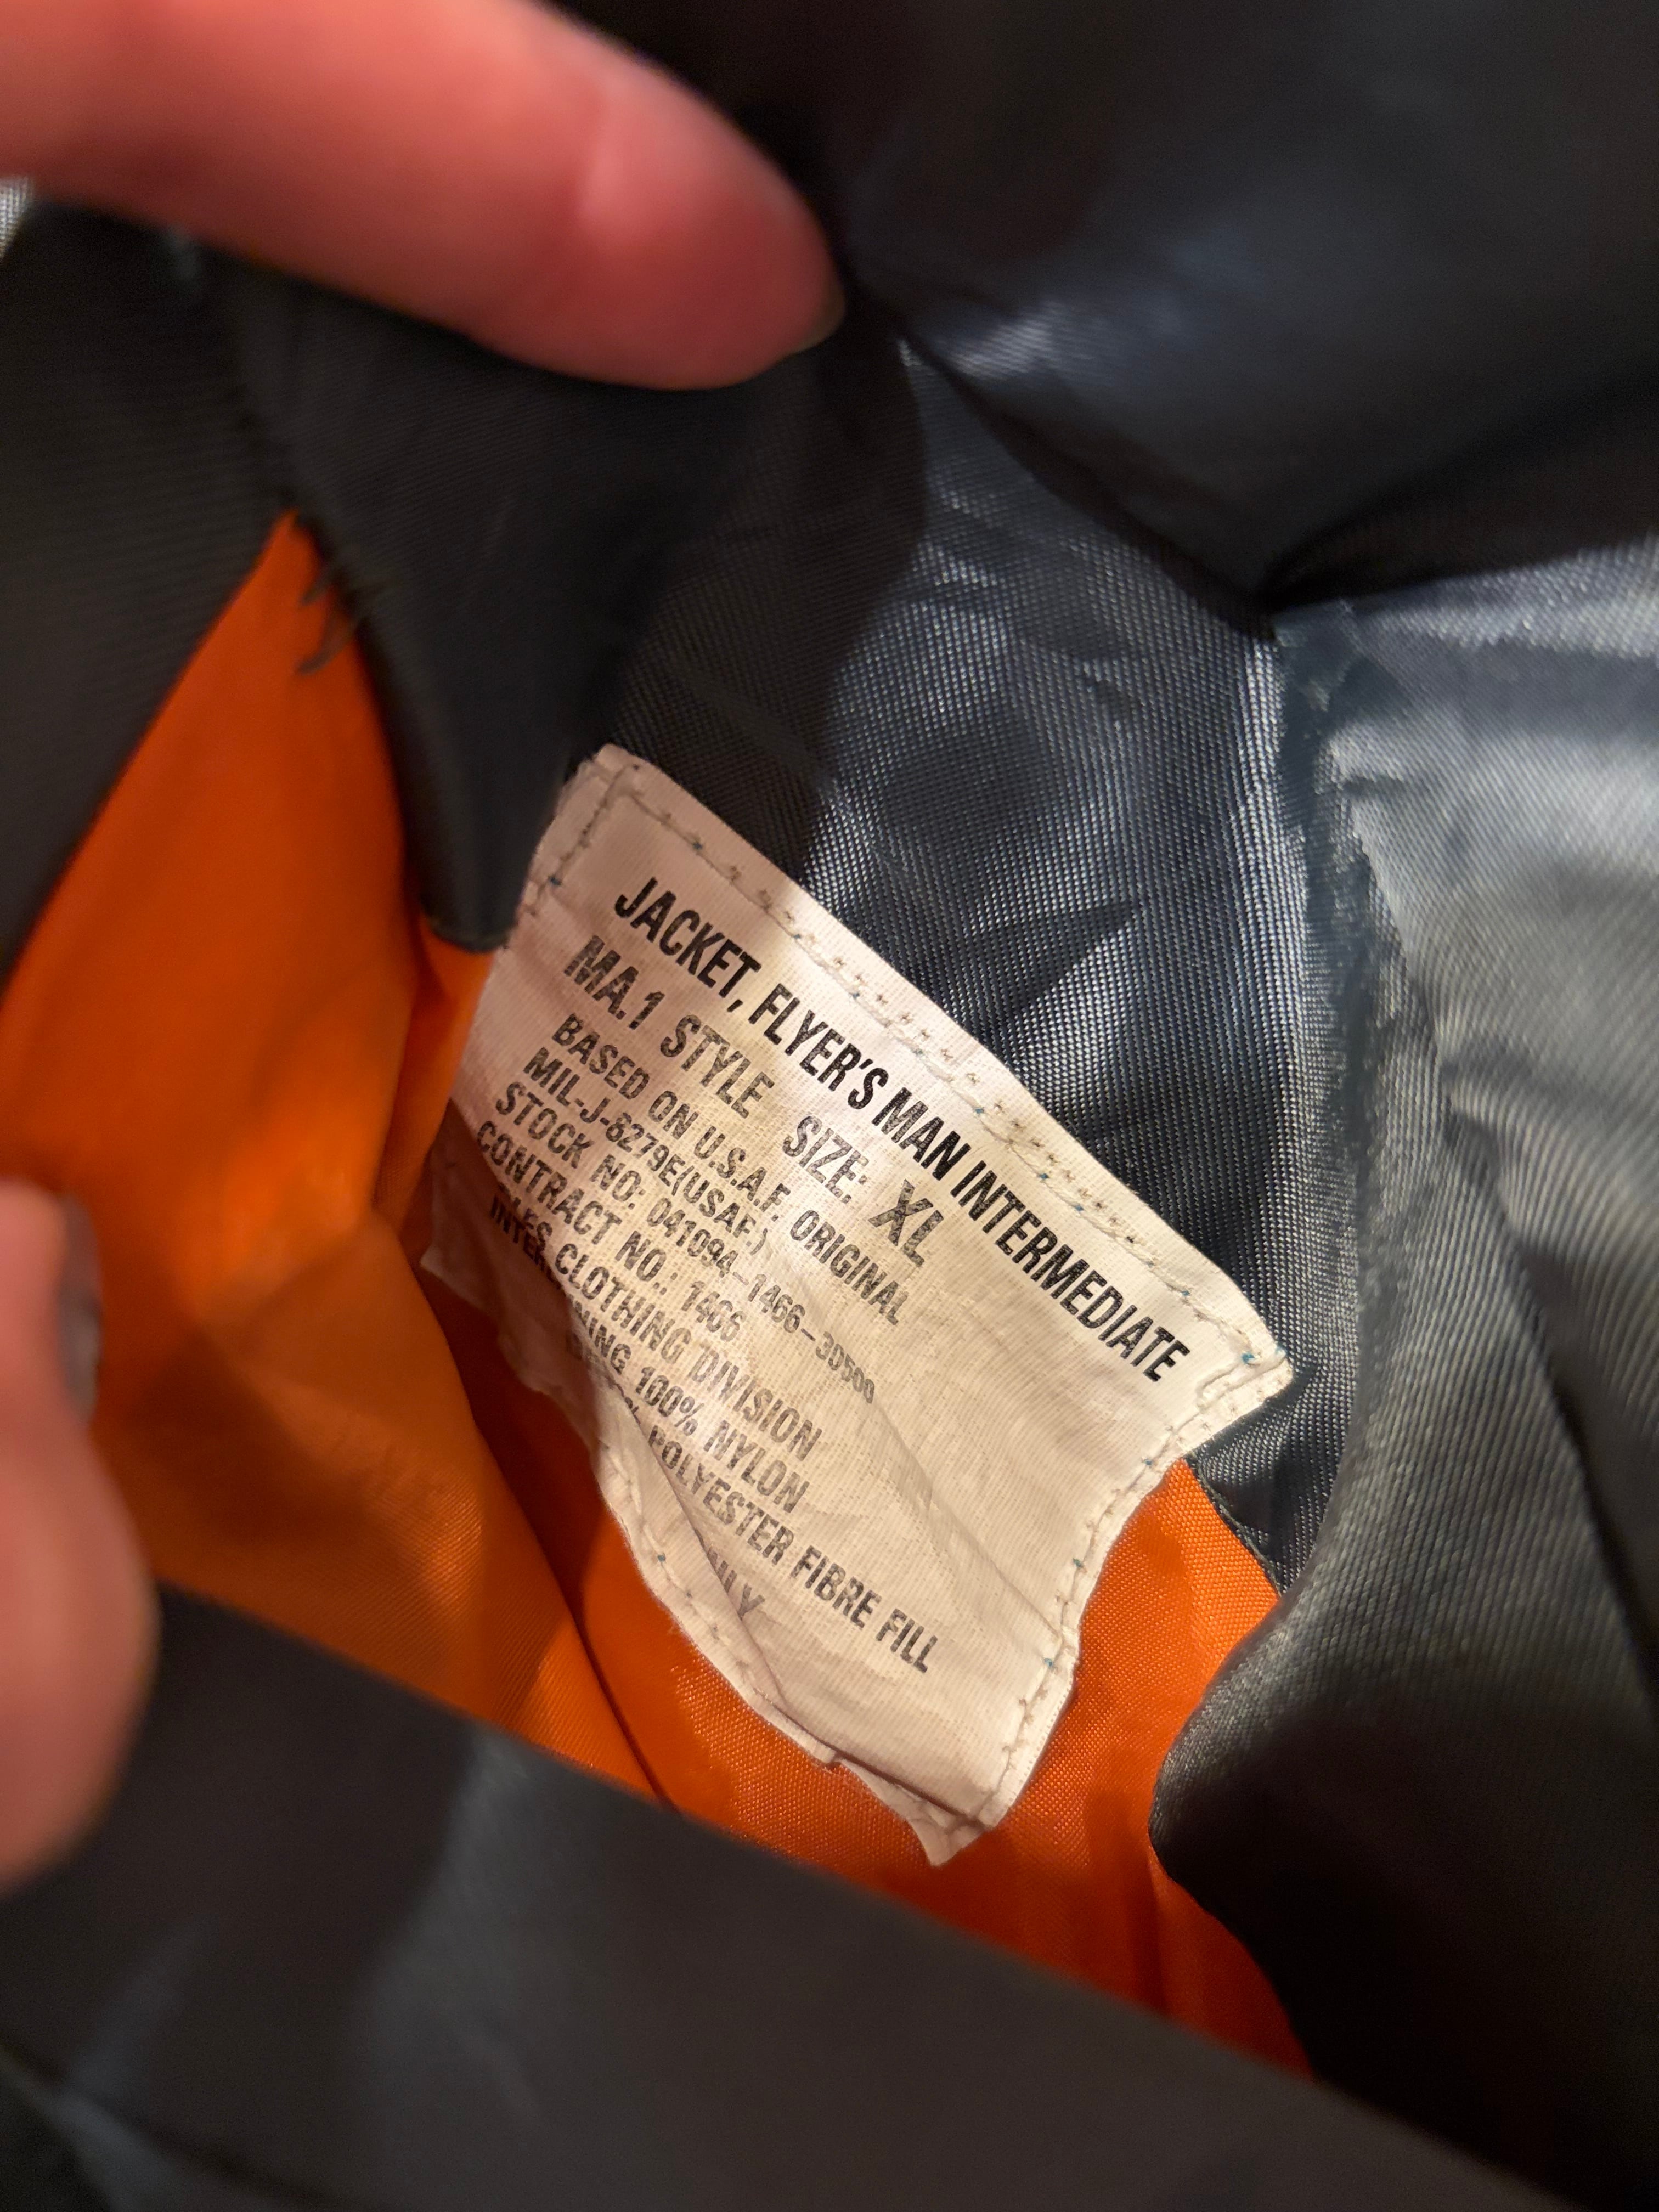 JACKET, FLYER'S MAN INTERMEDIATE
MA.1 STYLE SIZE: XL
BASED ON U.S.A.F. ORIGINAL
MIL-J-8279E(USAF.)
STOCK NO: 041094-1466-30500
CONTRACT NO.: 1466
CLOTHING DIVISION
100% NYLON
POLYESTER FIBRE FILL